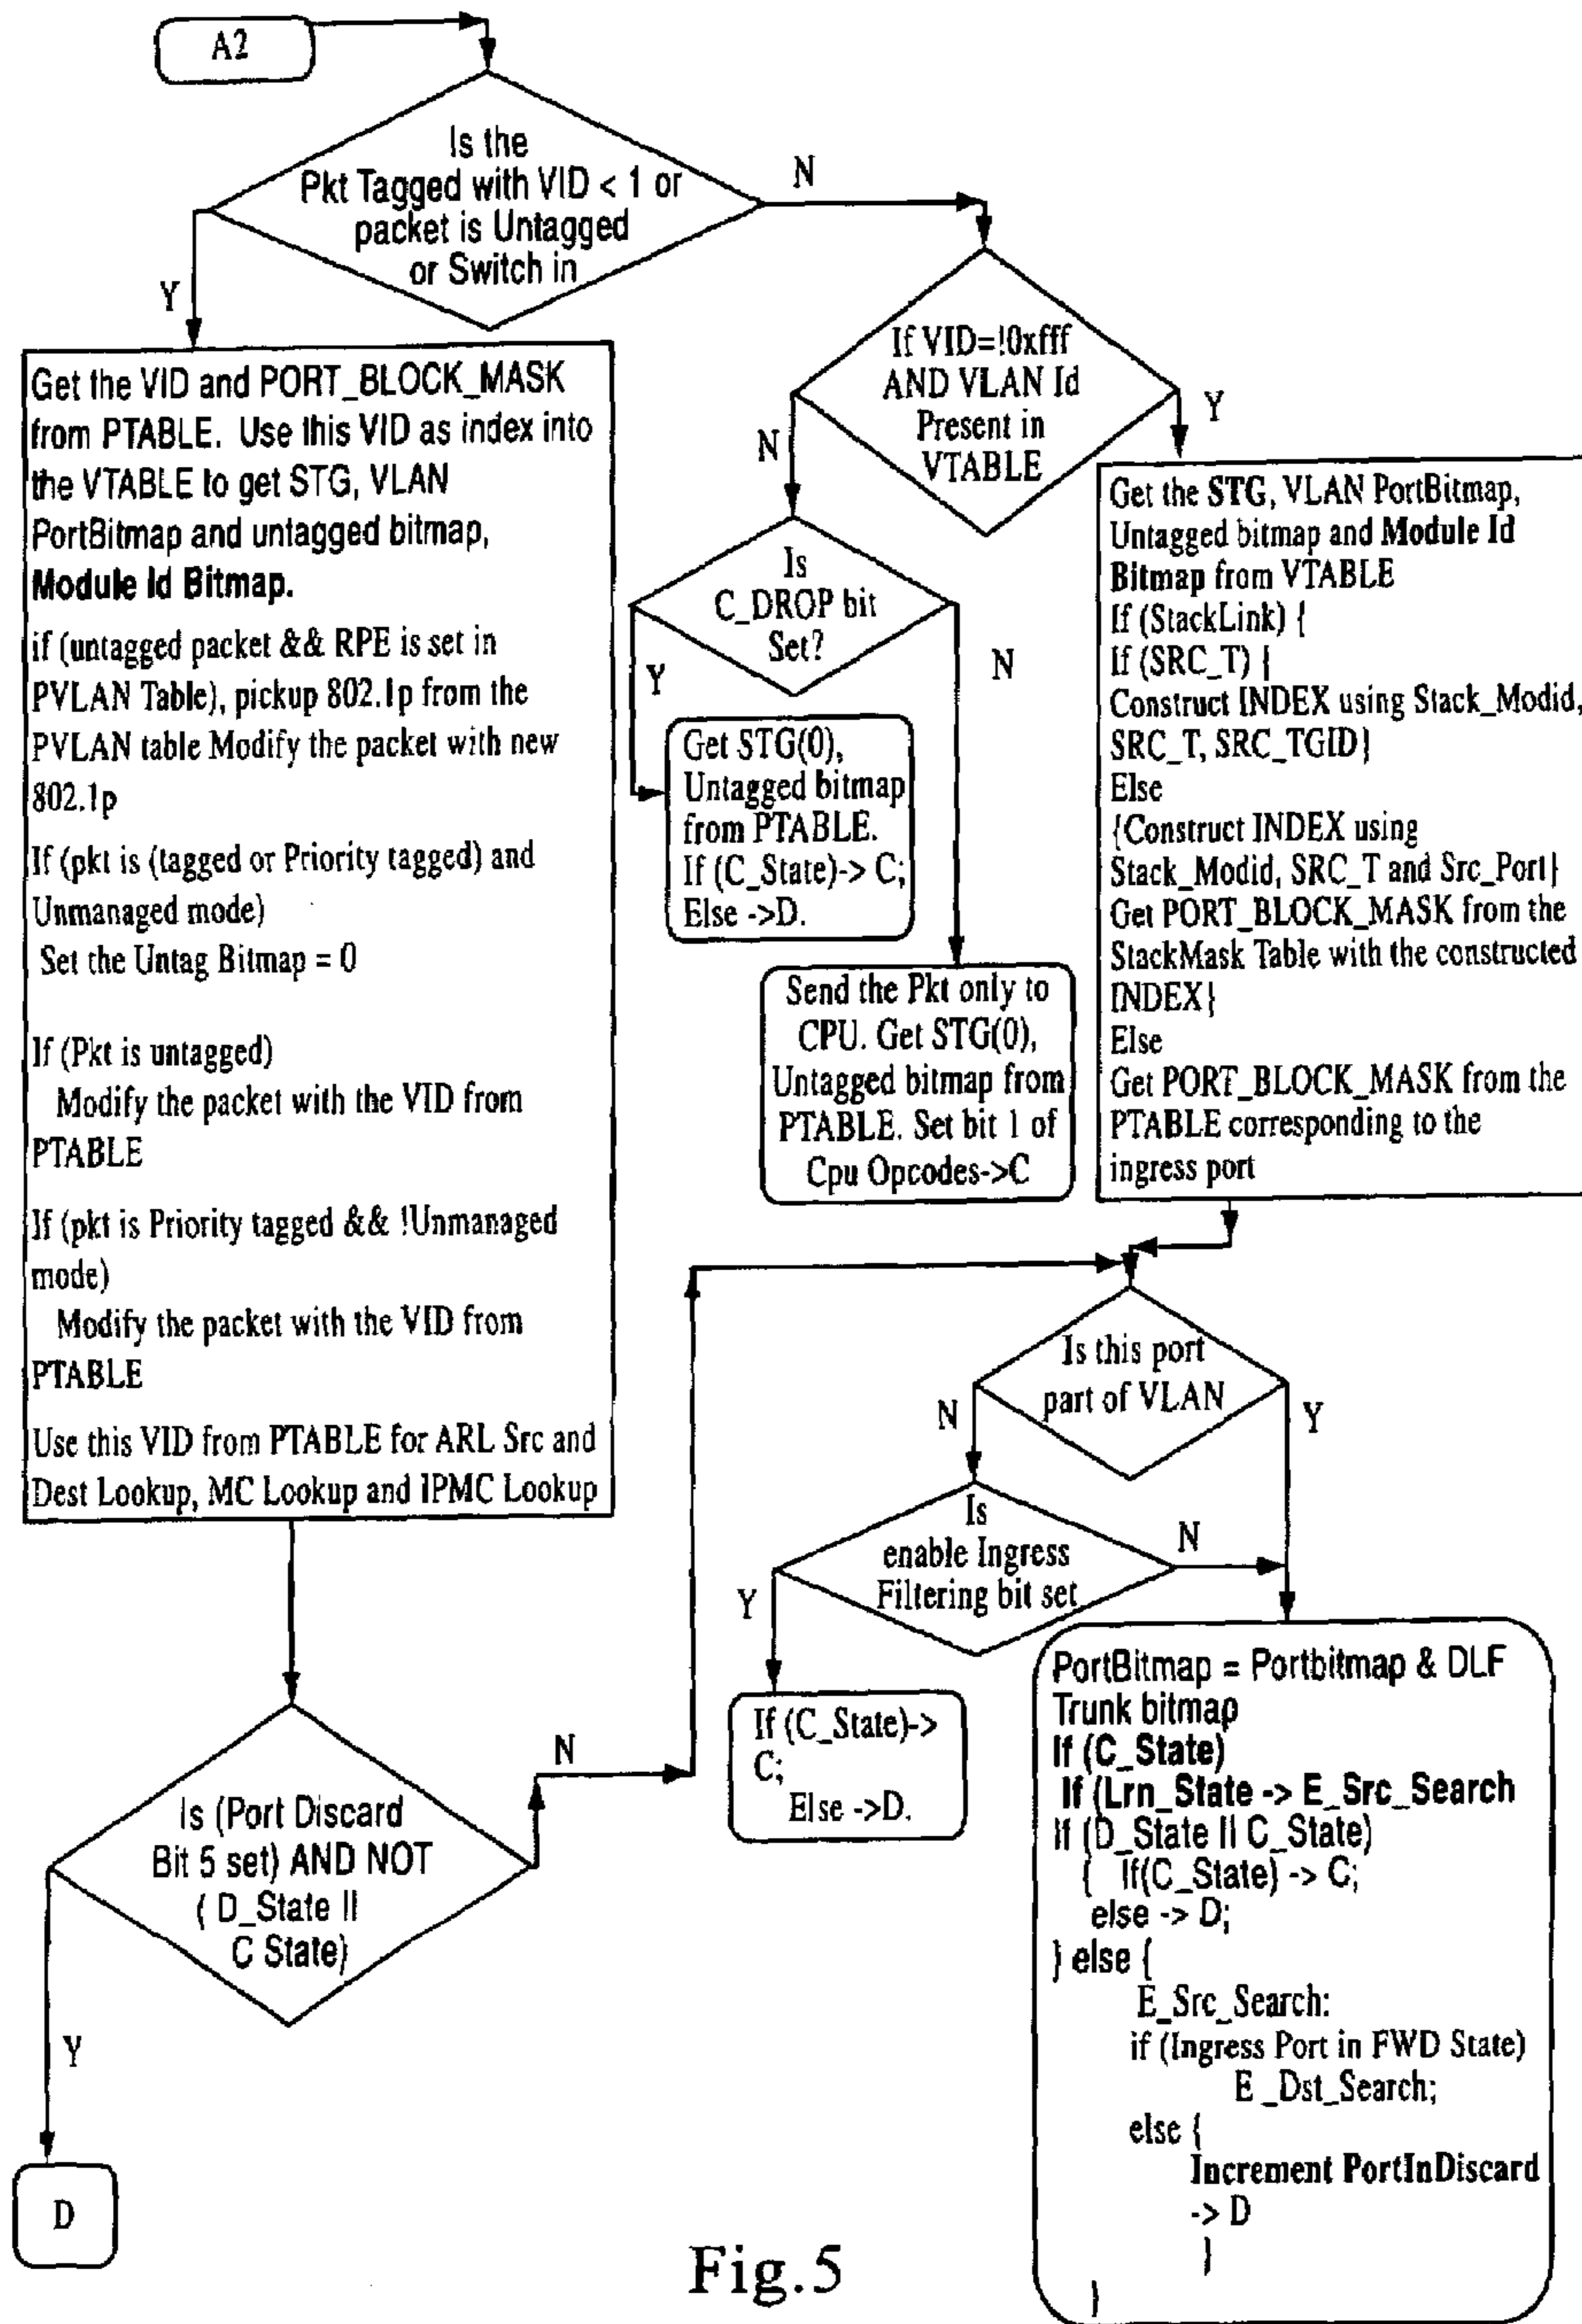 A2
Is the
Pkt Tagged with VID < 1 or
packet is Untagged
or Switch in
N
Y
Get the VID and PORT_BLOCK_MASK
from PTABLE. Use this VID as index into
the VTABLE to get STG, VLAN
PortBitmap and untagged bitmap,
Module Id Bitmap.
if (untagged packet && RPE is set in
PVLAN Table), pickup 802.1p from the
PVLAN table Modify the packet with new
802.1p
If (pkt is (tagged or Priority tagged) and
Unmanaged mode)
Set the Untag Bitmap = 0
If (Pkt is untagged)
Modify the packet with the VID from
PTABLE
If (pkt is Priority tagged && !Unmanaged
mode)
Modify the packet with the VID from
PTABLE
Use this VID from PTABLE for ARL Src and
Dest Lookup, MC Lookup and IPMC Lookup
If VID=!0xfff
AND VLAN Id
Present in
VTABLE
N
Y
Is
C_DROP bit
Set?
Y
N
Get STG(0),
Untagged bitmap
from PTABLE.
If (C_State)-> C;
Else ->D.
Send the Pkt only to
CPU. Get STG(0),
Untagged bitmap from
PTABLE. Set bit 1 of
Cpu Opcodes->C
Get the STG, VLAN PortBitmap,
Untagged bitmap and Module Id
Bitmap from VTABLE
If (StackLink) {
If (SRC_T) {
Construct INDEX using Stack_Modid,
SRC_T, SRC_TGID}
Else
{Construct INDEX using
Stack_Modid, SRC_T and Src_Port}
Get PORT_BLOCK_MASK from the
StackMask Table with the constructed
INDEX}
Else
Get PORT_BLOCK_MASK from the
PTABLE corresponding to the
ingress port
Is this port
part of VLAN
N
Y
Is
enable Ingress
Filtering bit set
N
Y
If (C_State)->
C;
Else ->D.
PortBitmap = Portbitmap & DLF
Trunk bitmap
If (C_State)
If (Lrn_State -> E_Src_Search
If (D_State II C_State)
{ If(C_State) -> C;
else -> D;
} else {
E_Src_Search:
if (Ingress Port in FWD State)
E_Dst_Search;
else {
Increment PortInDiscard
-> D
}
}
Is (Port Discard
Bit 5 set) AND NOT
( D_State II
C State)
N
Y
D
Fig.5